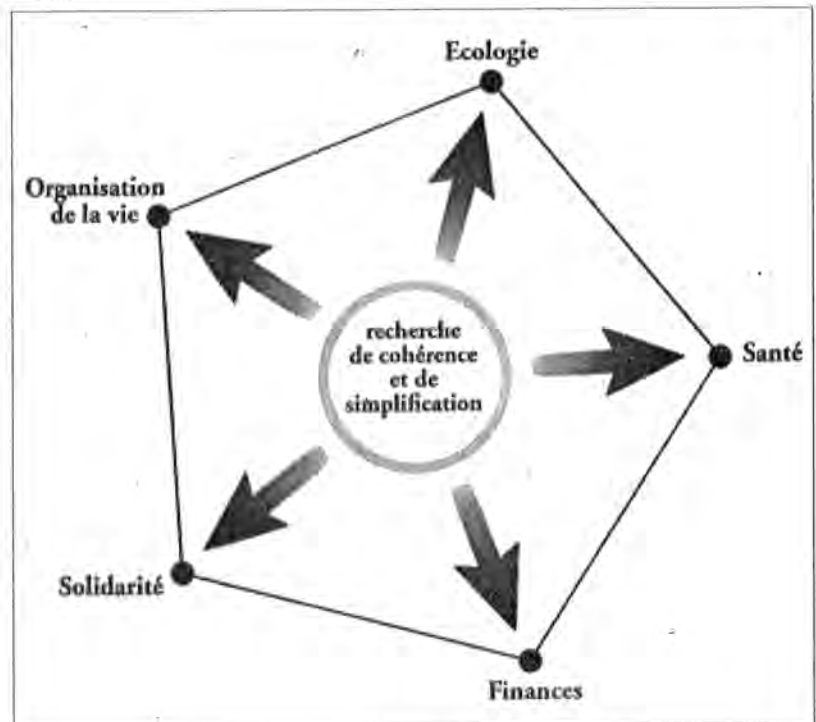 Ecologie
Organisation
de la vie
recherche
de cohérence
et de
simplification
Santé
Solidarité
Finances